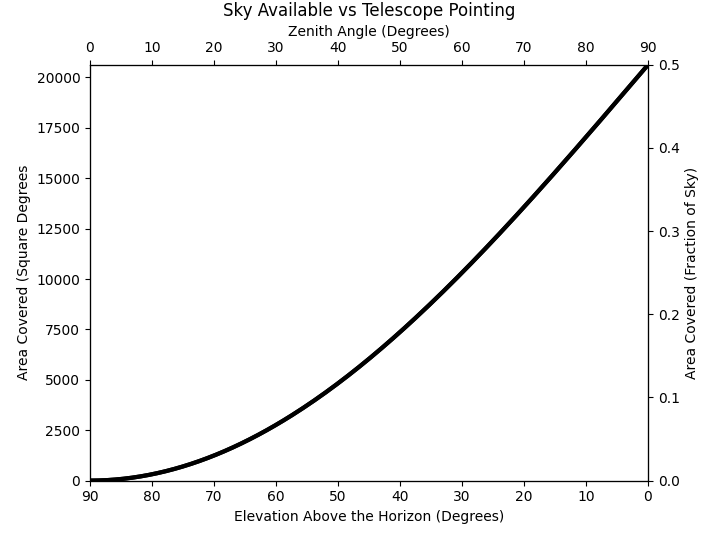 Sky Available vs Telescope Pointing
Zenith Angle (Degrees)
0 10 20 30 40 50 60 70 80 90
Area Covered (Square Degrees
20000
17500
15000
12500
10000
7500
5000
2500
0
0.5
0.4
0.3
0.2
0.1
0.0
Area Covered (Fraction of Sky)
90 80 70 60 50 40 30 20 10 0
Elevation Above the Horizon (Degrees)